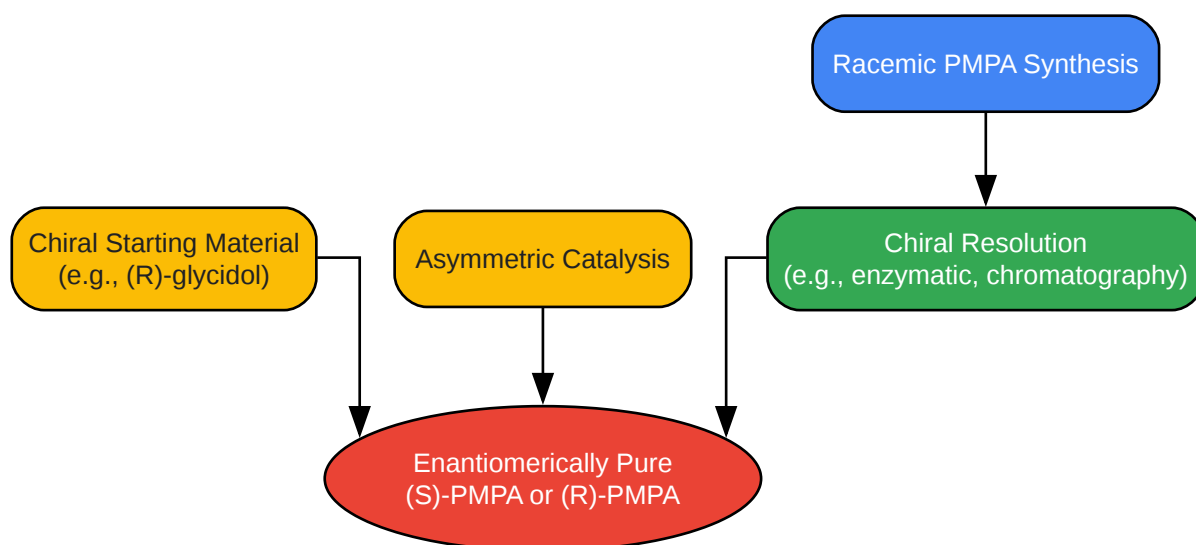 Racemic PMPA Synthesis
Chiral Starting Material
(e.g., (R)-glycidol)
Asymmetric Catalysis
Chiral Resolution
(e.g., enzymatic, chromatography)
Enantiomerically Pure
(S)-PMPA or (R)-PMPA